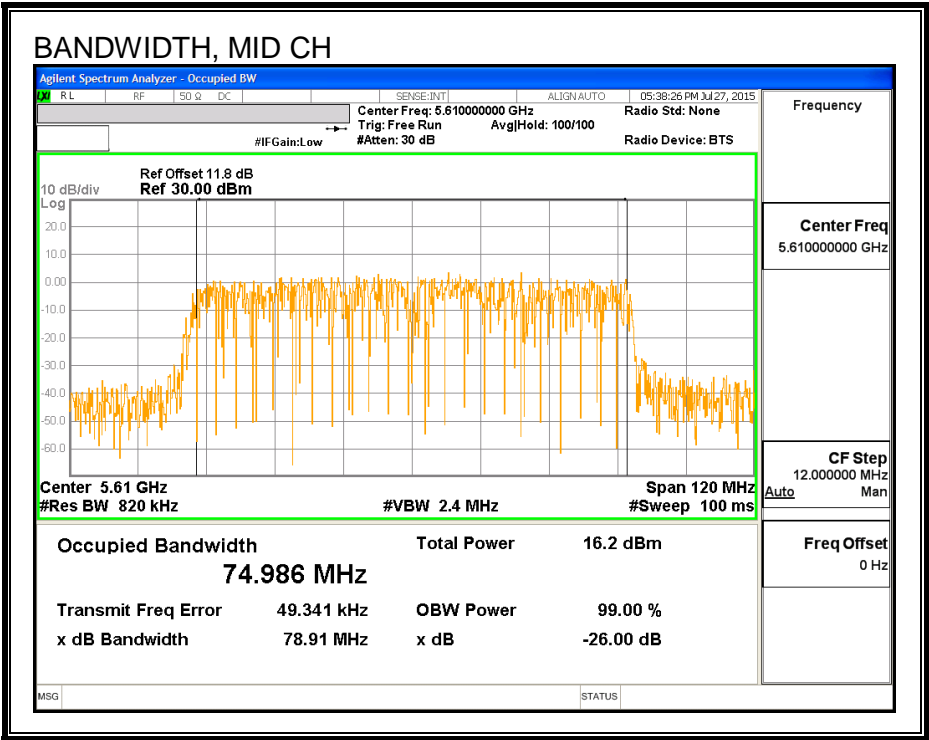 BANDWIDTH, MID CH
Agilent Spectrum Analyzer - Occupied BW
LXI RL RF 50 Ω DC SENSE:INT ALIGN AUTO 05:38:26 PM Jul 27, 2015
Center Freq: 5.610000000 GHz Radio Std: None
Trig: Free Run Avg|Hold: 100/100
#IFGain:Low #Atten: 30 dB Radio Device: BTS
Ref Offset 11.8 dB
10 dB/div Ref 30.00 dBm
Log
20.0
10.0
0.00
-10.0
-20.0
-30.0
-40.0
-50.0
-60.0
Center 5.61 GHz Span 120 MHz
#Res BW 820 kHz #VBW 2.4 MHz #Sweep 100 ms
Occupied Bandwidth Total Power 16.2 dBm
74.986 MHz
Transmit Freq Error 49.341 kHz OBW Power 99.00 %
x dB Bandwidth 78.91 MHz x dB -26.00 dB
MSG STATUS
Frequency
Center Freq
5.610000000 GHz
CF Step
12.000000 MHz
Auto Man
Freq Offset
0 Hz